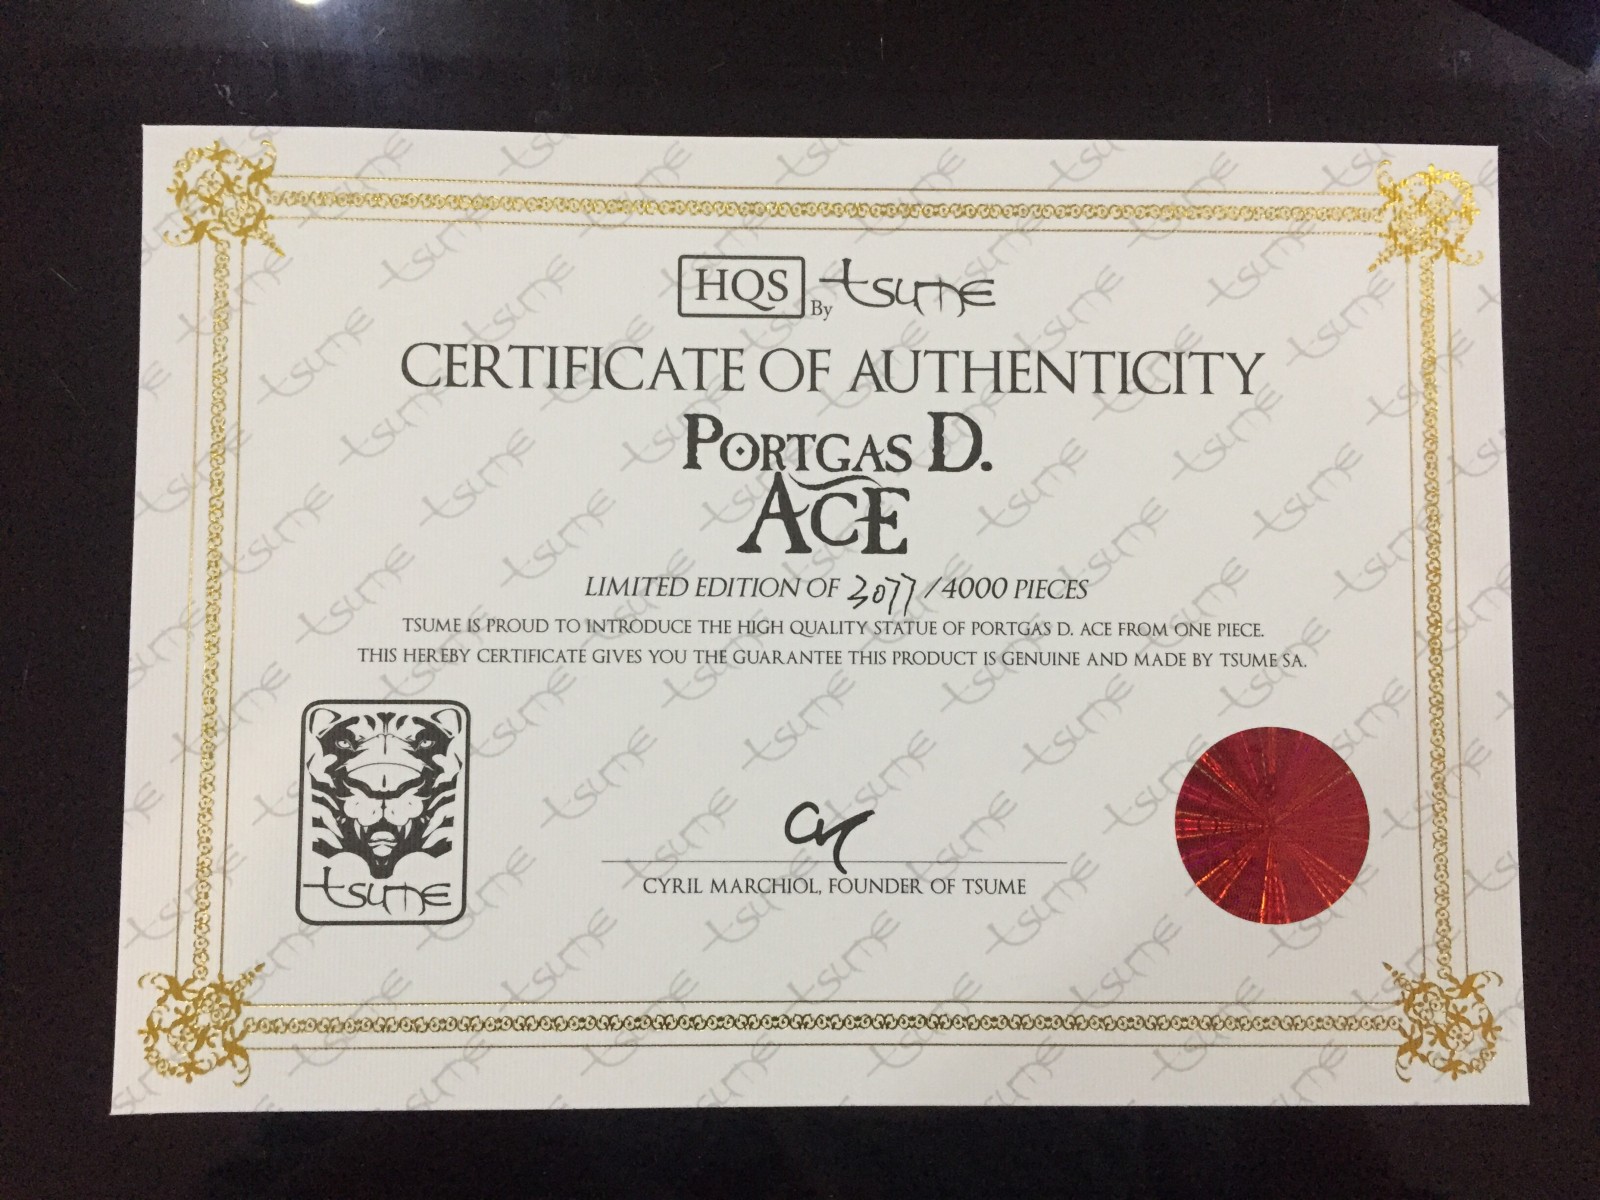 HQS By tsume
CERTIFICATE OF AUTHENTICITY
PORTGAS D.
ACE
LIMITED EDITION OF 3077 /4000 PIECES
TSUME IS PROUD TO INTRODUCE THE HIGH QUALITY STATUE OF PORTGAS D. ACE FROM ONE PIECE.
THIS HEREBY CERTIFICATE GIVES YOU THE GUARANTEE THIS PRODUCT IS GENUINE AND MADE BY TSUME SA.
tsume
CYRIL MARCHIOL, FOUNDER OF TSUME